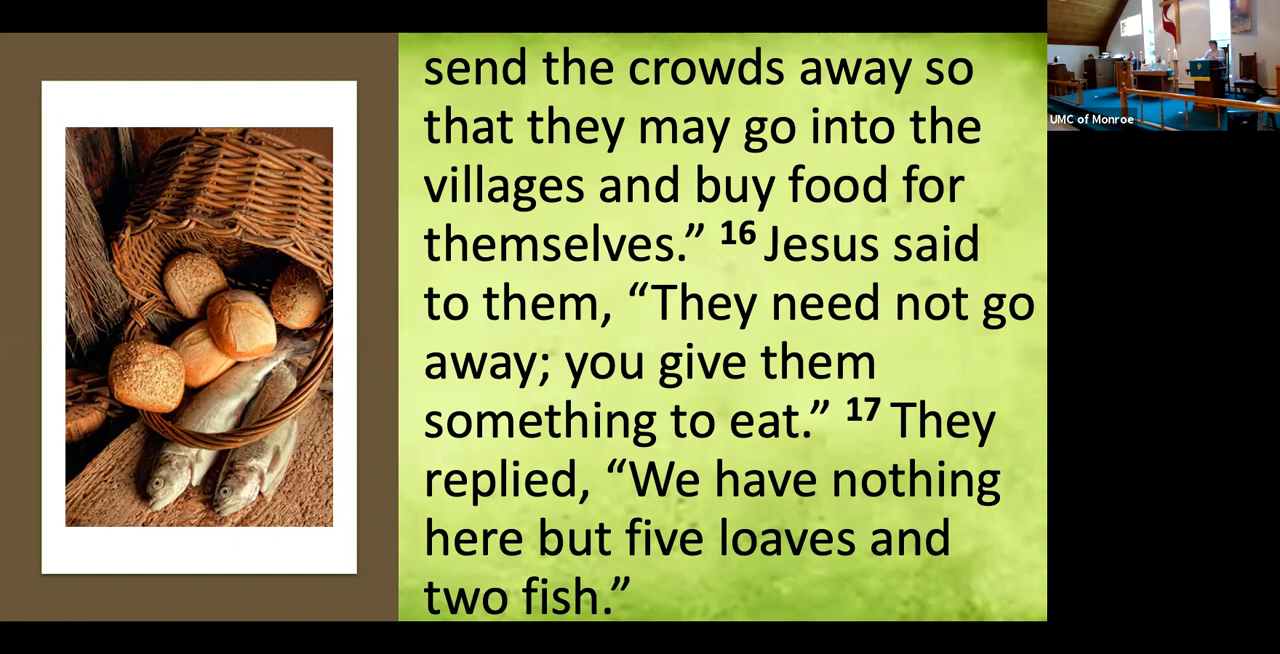 send the crowds away so
that they may go into the
villages and buy food for
themselves.” 16 Jesus said
to them, “They need not go
away; you give them
something to eat.” 17 They
replied, “We have nothing
here but five loaves and
two fish.”
UMC of Monroe